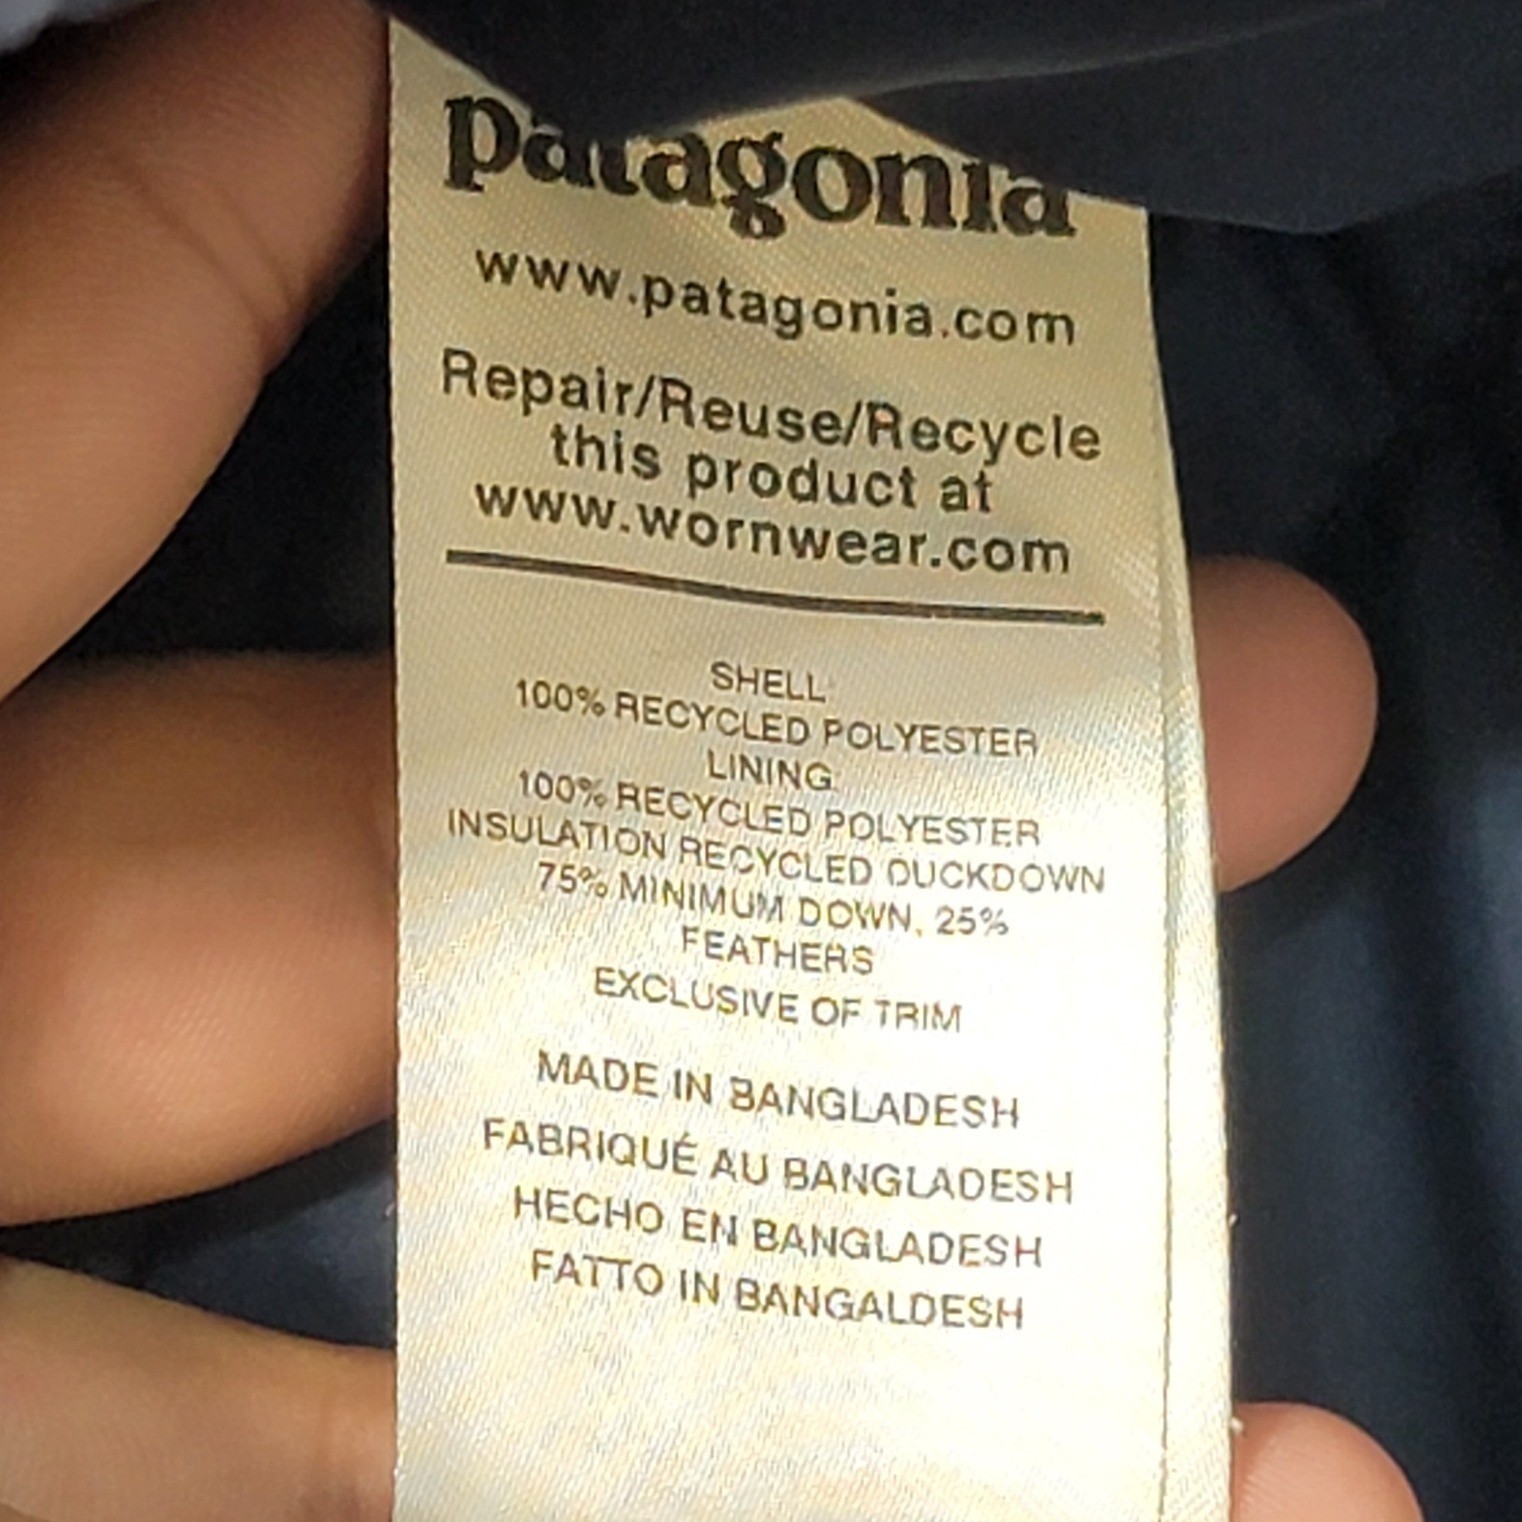 patagonia
www.patagonia.com
Repair/Reuse/Recycle
this product at
www.wornwear.com
SHELL
100% RECYCLED POLYESTER
LINING
100% RECYCLED POLYESTER
INSULATION RECYCLED DUCKDOWN
75% MINIMUM DOWN, 25%
FEATHERS
EXCLUSIVE OF TRIM
MADE IN BANGLADESH
FABRIQUÉ AU BANGLADESH
HECHO EN BANGLADESH
FATTO IN BANGALDESH